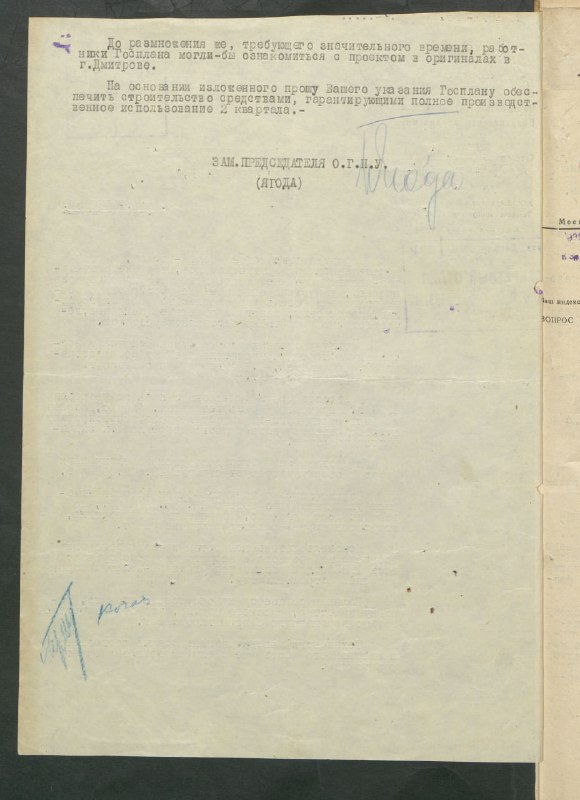 До размножения же, требующего значительного времени, работ-
ники Госплана могли-бы ознакомиться с проектом в оригиналах в
г.Дмитрове.
На основании изложенного прошу Вашего указания Госплану обес-
печить строительство средствами, гарантирующими полное производст-
венное использование 2 квартала.-
ЗАМ.ПРЕДСЕДАТЕЛЯ О.Г.П.У.
Ягода
(ЯГОДА)
ВОПРОС